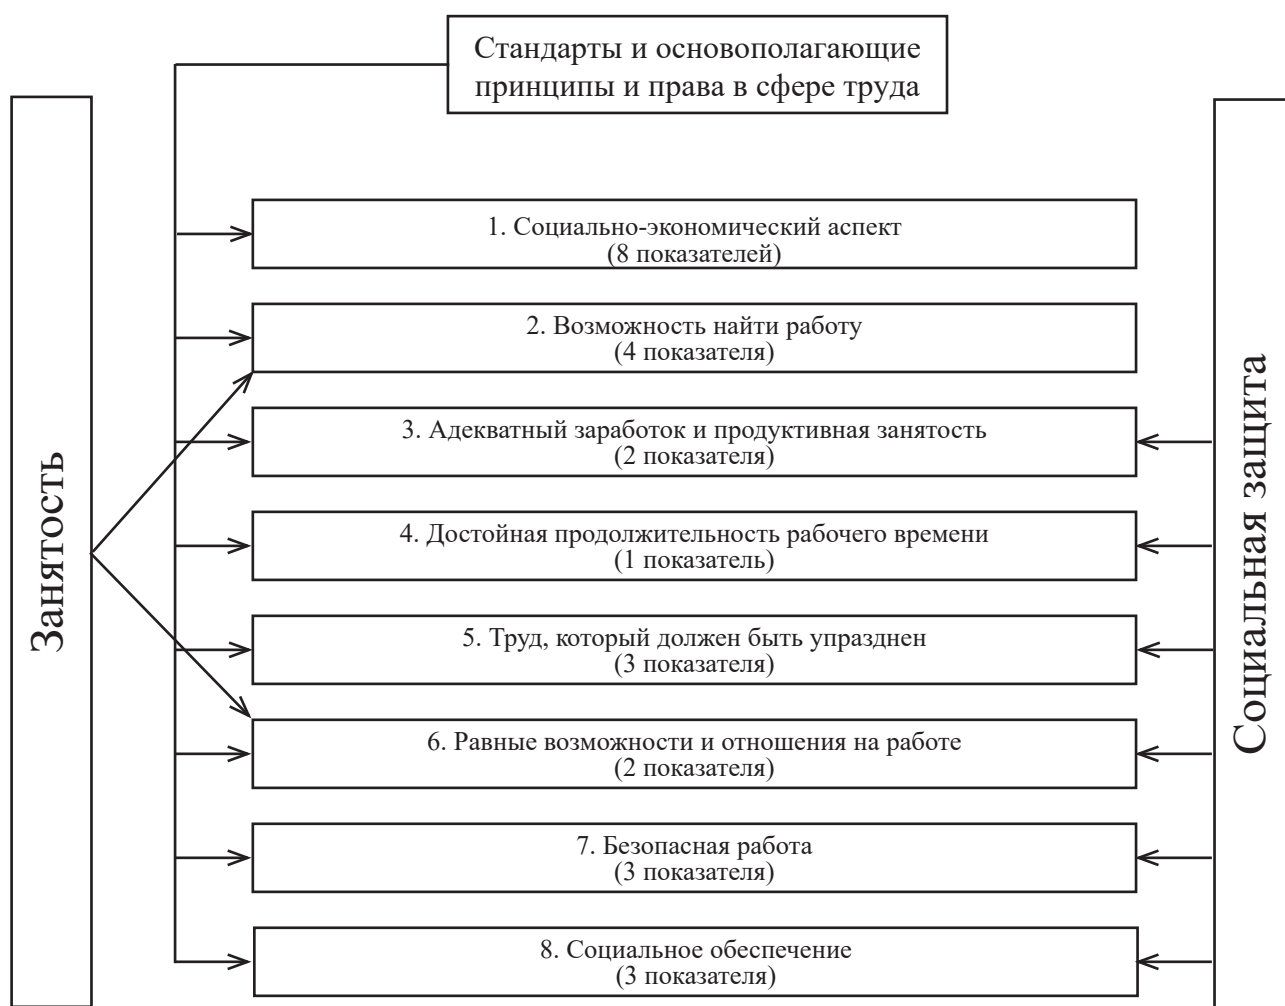 Стандарты и основополагающие
принципы и права в сфере труда
Занятость
1. Социально-экономический аспект
(8 показателей)
2. Возможность найти работу
(4 показателя)
3. Адекватный заработок и продуктивная занятость
(2 показателя)
4. Достойная продолжительность рабочего времени
(1 показатель)
5. Труд, который должен быть упразднен
(3 показателя)
6. Равные возможности и отношения на работе
(2 показателя)
7. Безопасная работа
(3 показателя)
8. Социальное обеспечение
(3 показателя)
Социальная защита